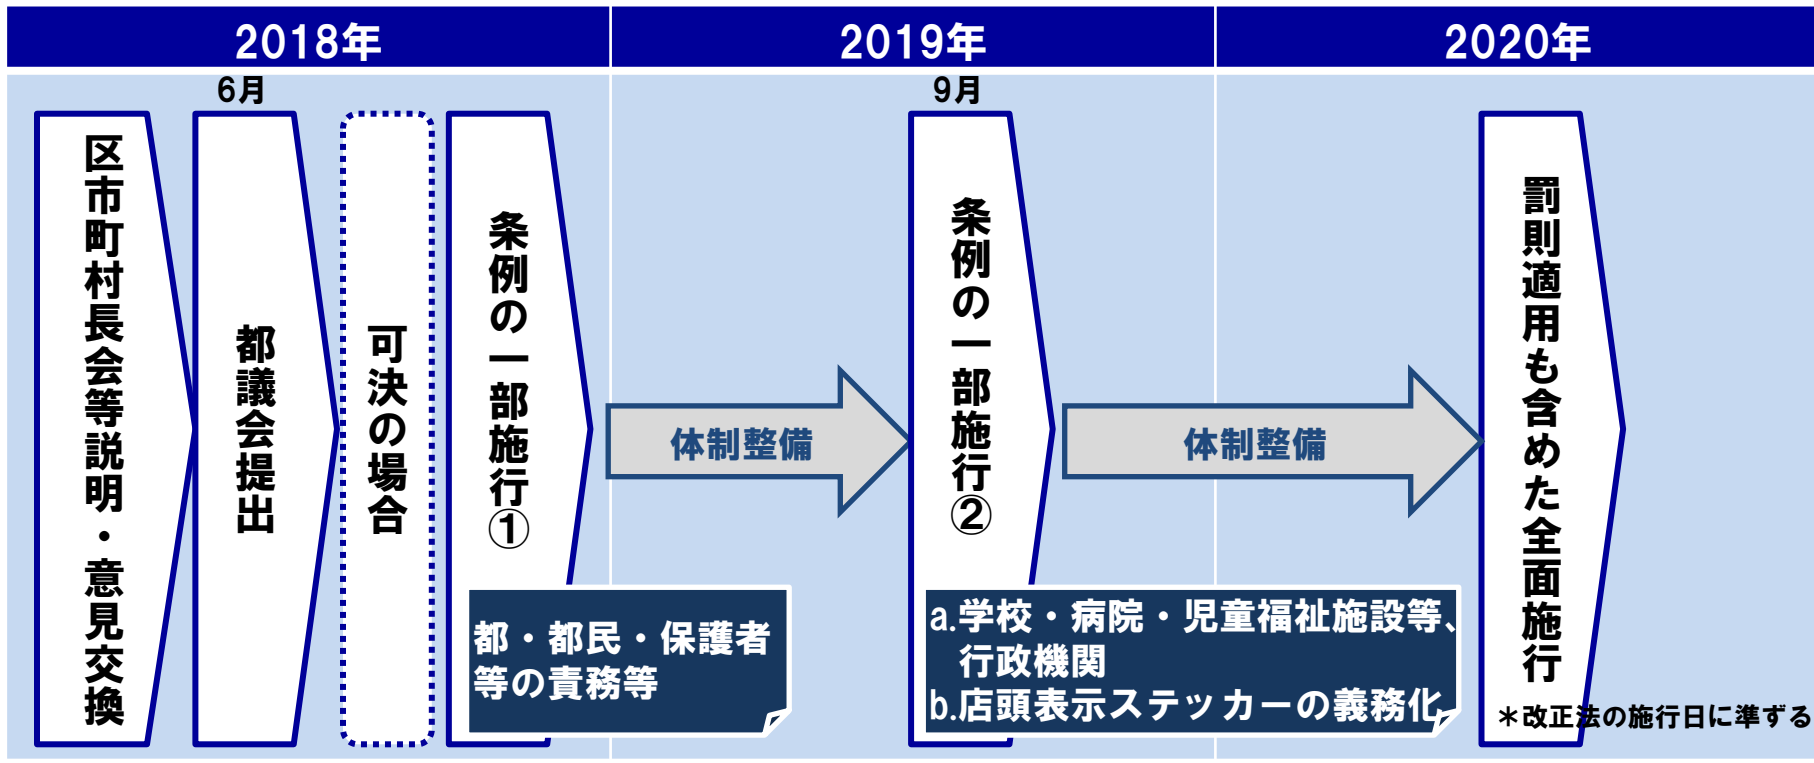 2018年
2019年
2020年
6月
9月
区市町村長会等説明・意見交換
都議会提出
可決の場合
条例の一部施行①
体制整備
条例の一部施行②
体制整備
罰則適用も含めた全面施行
都・都民・保護者
等の責務等
a.学校・病院・児童福祉施設等、
行政機関
b.店頭表示ステッカーの義務化
＊改正法の施行日に準ずる